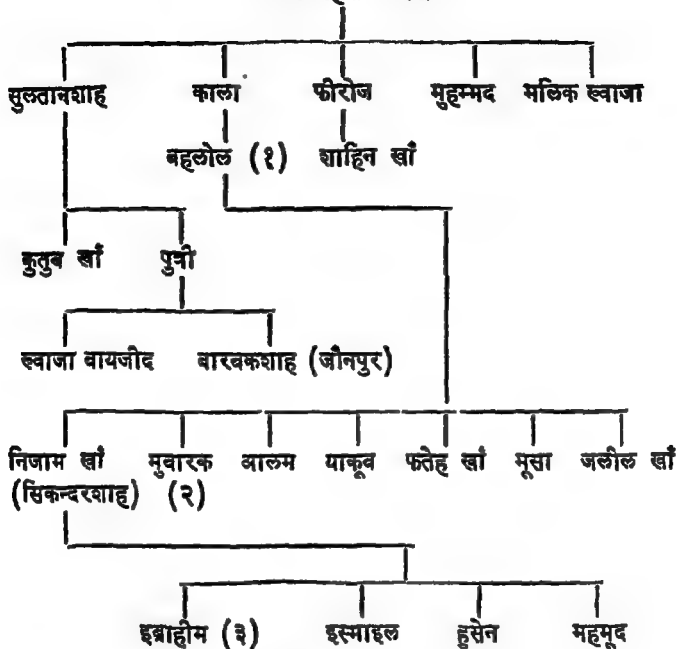 सुलतानशाह काला फीरोज मुहम्मद मलिक ख्वाजा
बहलोल (१) शाहिन खाँ
कुतुब खाँ पुत्री
ख्वाजा वायजीद बारबकशाह (जौनपुर)
निजाम खाँ मुबारक आलम याकूब फतेह खाँ मूसा जलील खाँ
(सिकन्दरशाह) (२)
इब्राहीम (३) इस्माइल हुसेन महमूद